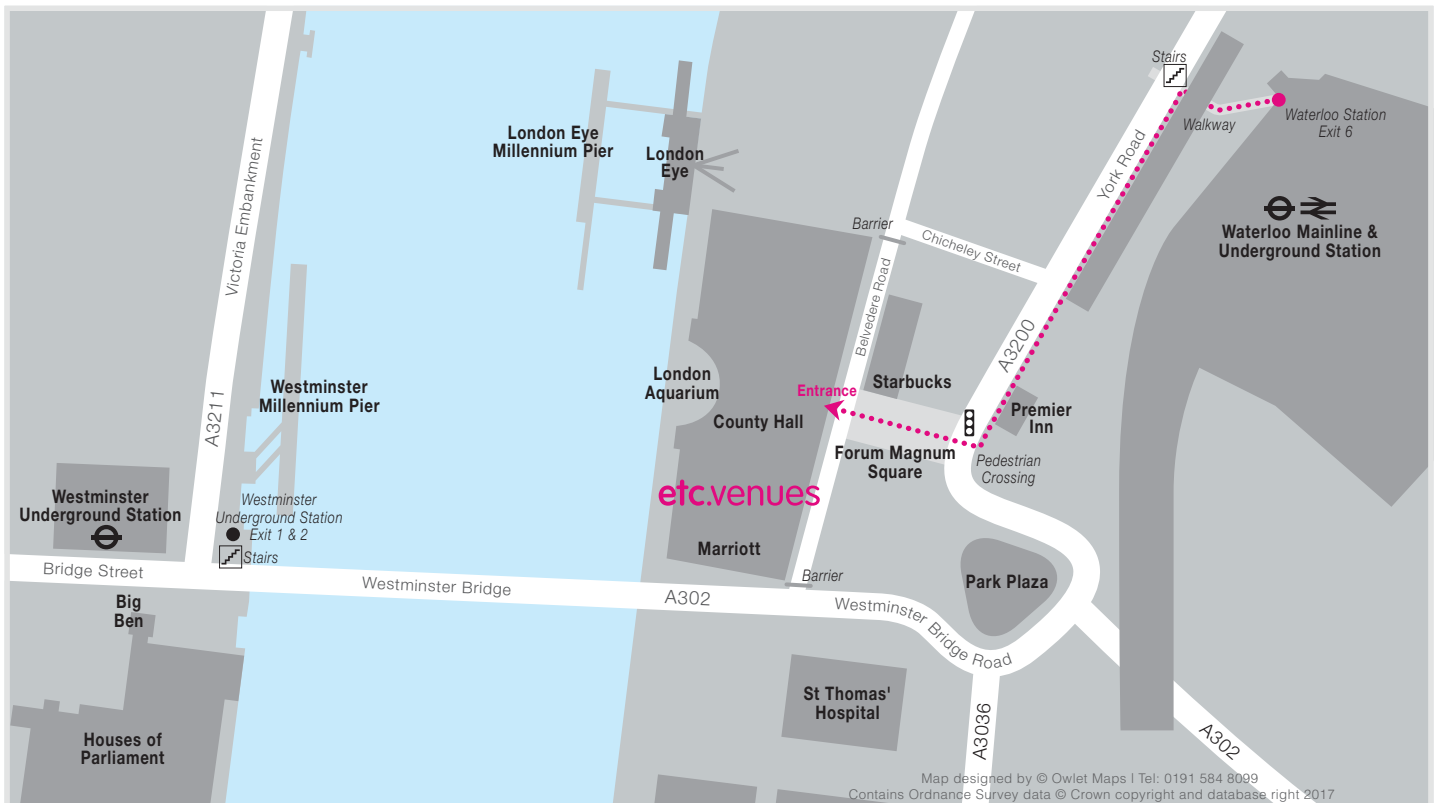 Stairs
Walkway
Waterloo Station
Exit 6
York Road
London Eye
Millennium Pier
London
Eye
Victoria Embankment
Waterloo Mainline &
Underground Station
Barrier
Chicheley Street
Belvedere Road
A3200
London
Aquarium
Entrance
Starbucks
Westminster
Millennium Pier
A3211
County Hall
Premier
Inn
Forum Magnum
Square
Pedestrian
Crossing
Westminster
Underground Station
Westminster
Underground Station
Exit 1 & 2
Stairs
etc.venues
Marriott
Bridge Street
Westminster Bridge
A302
Barrier
Westminster Bridge Road
Park Plaza
Big
Ben
St Thomas'
Hospital
A3036
A302
Houses of
Parliament
Map designed by © Owlet Maps | Tel: 0191 584 8099
Contains Ordnance Survey data © Crown copyright and database right 2017